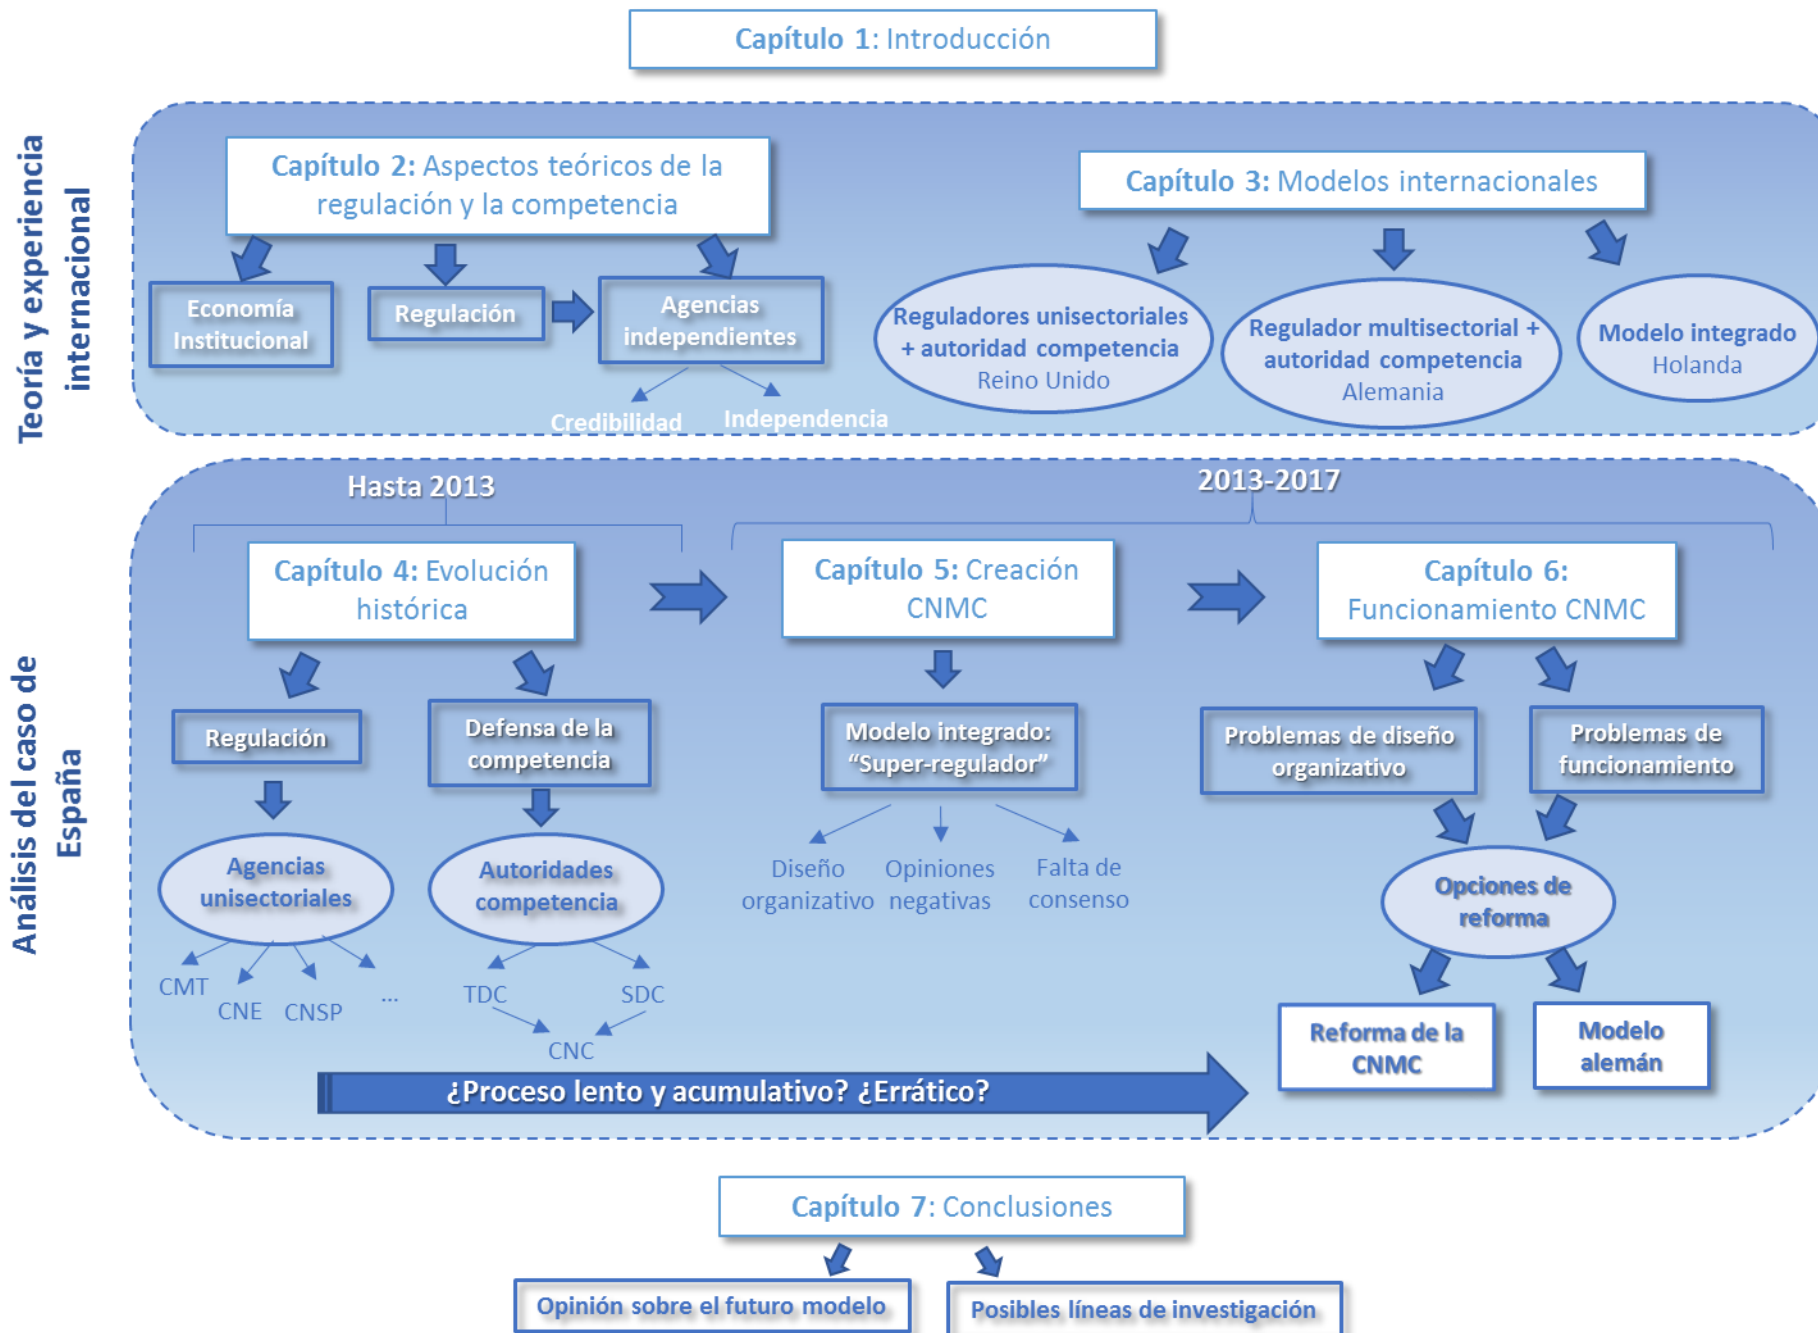 Capítulo 1: Introducción
Teoría y experiencia
internacional
Capítulo 2: Aspectos teóricos de la
regulación y la competencia
Economía
Institucional
Regulación
Agencias
independientes
Credibilidad
Independencia
Capítulo 3: Modelos internacionales
Reguladores unisectoriales
+ autoridad competencia
Reino Unido
Regulador multisectorial +
autoridad competencia
Alemania
Modelo integrado
Holanda
Análisis del caso de
España
Hasta 2013
2013-2017
Capítulo 4: Evolución
histórica
Regulación
Defensa de la
competencia
Agencias
unisectoriales
Autoridades
competencia
CMT
CNE
CNSP
...
TDC
SDC
CNC
Capítulo 5: Creación
CNMC
Modelo integrado:
“Super-regulador”
Diseño
organizativo
Opiniones
negativas
Falta de
consenso
Capítulo 6:
Funcionamiento CNMC
Problemas de diseño
organizativo
Problemas de
funcionamiento
Opciones de
reforma
Reforma de la
CNMC
Modelo
alemán
¿Proceso lento y acumulativo? ¿Errático?
Capítulo 7: Conclusiones
Opinión sobre el futuro modelo
Posibles líneas de investigación